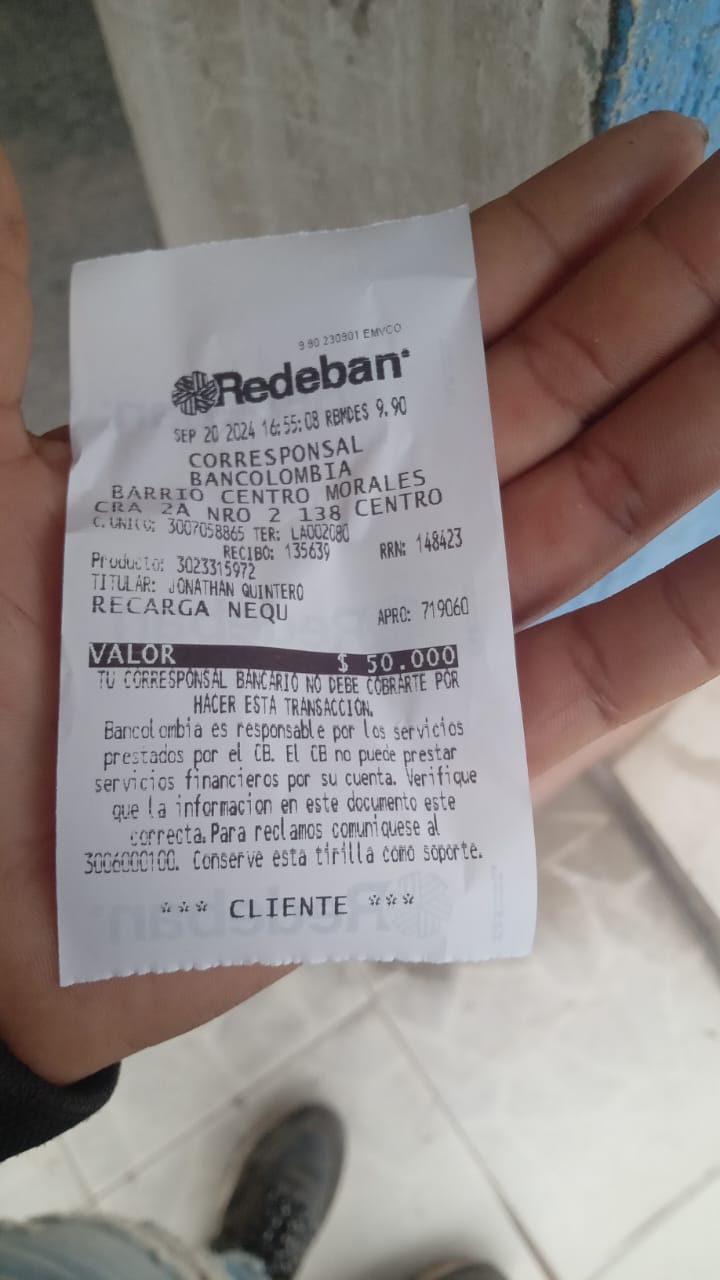 9.90 230901 EMVCO
Redeban
SEP 20 2024 16:55:08 RBMDES 9.90
CORRESPONSAL
BANCOLOMBIA
BARRIO CENTRO MORALES
CRA 2A NRO 2 138 CENTRO
C. UNICO: 3007058865 TER: LA002080
RECIBO: 135639 RRN: 148423
Producto: 3023315972
TITULAR: JONATHAN QUINTERO
RECARGA NEQU APRO: 719060
VALOR $ 50.000
TU CORRESPONSAL BANCARIO NO DEBE COBRARTE POR
HACER ESTA TRANSACCIÓN.
Bancolombia es responsable por los servicios
prestados por el CB. El CB no puede prestar
servicios financieros por su cuenta. Verifique
que la informacion en este documento este
correcta. Para reclamos comuniquese al
3006000100. Conserve esta tirilla como soporte.
*** CLIENTE ***